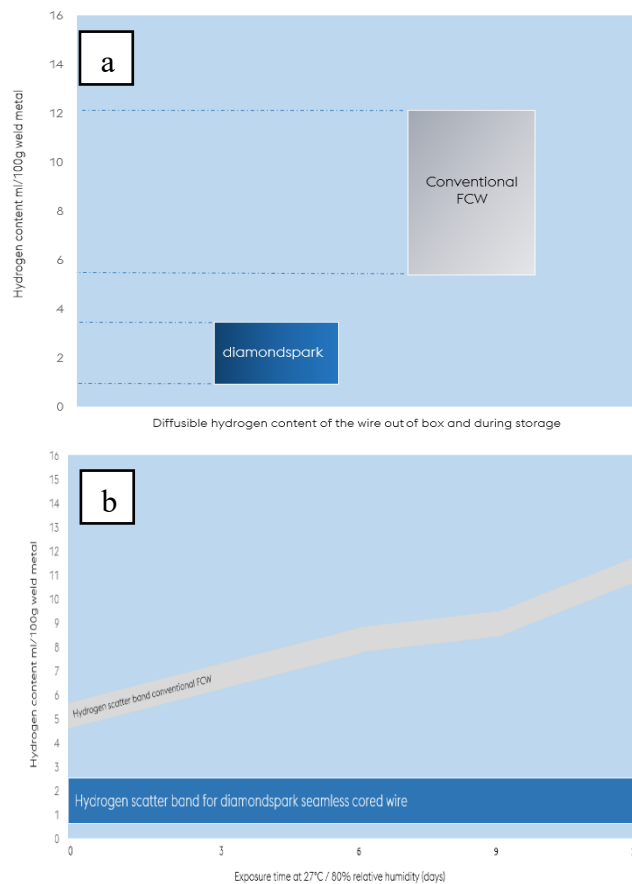 a
Hydrogen content ml/100g weld metal
16
14
12
10
8
6
4
2
0
Conventional
FCW
diamondspark
Diffusible hydrogen content of the wire out of box and during storage
b
Hydrogen content ml/100g weld metal
16
15
14
13
12
11
10
9
8
7
6
5
4
3
2
1
0
Hydrogen scatter band conventional FCW
Hydrogen scatter band for diamondspark seamless cored wire
0 3 6 9
Exposure time at 27°C / 80% relative humidity (days)